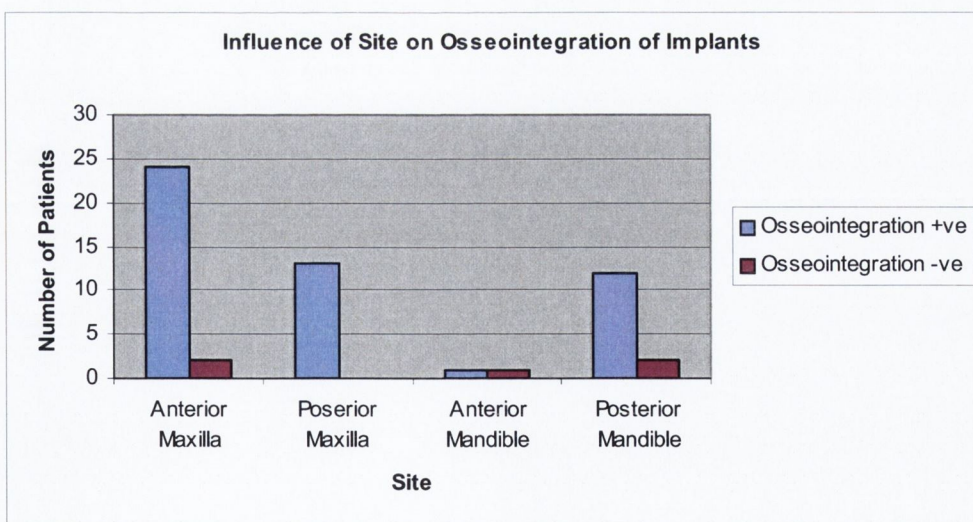 Influence of Site on Osseointegration of Implants
Number of Patients
30
25
20
15
10
5
0
Anterior
Maxilla
Poserior
Maxilla
Anterior
Mandible
Posterior
Mandible
Site
Osseointegration +ve
Osseointegration -ve